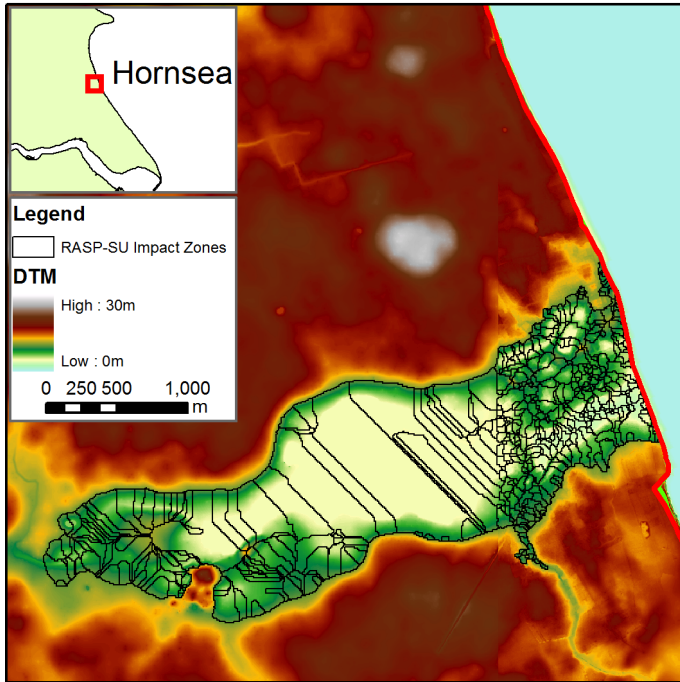 Hornsea
Legend
RASP-SU Impact Zones
DTM
High : 30m
Low : 0m
0 250 500 1,000
m